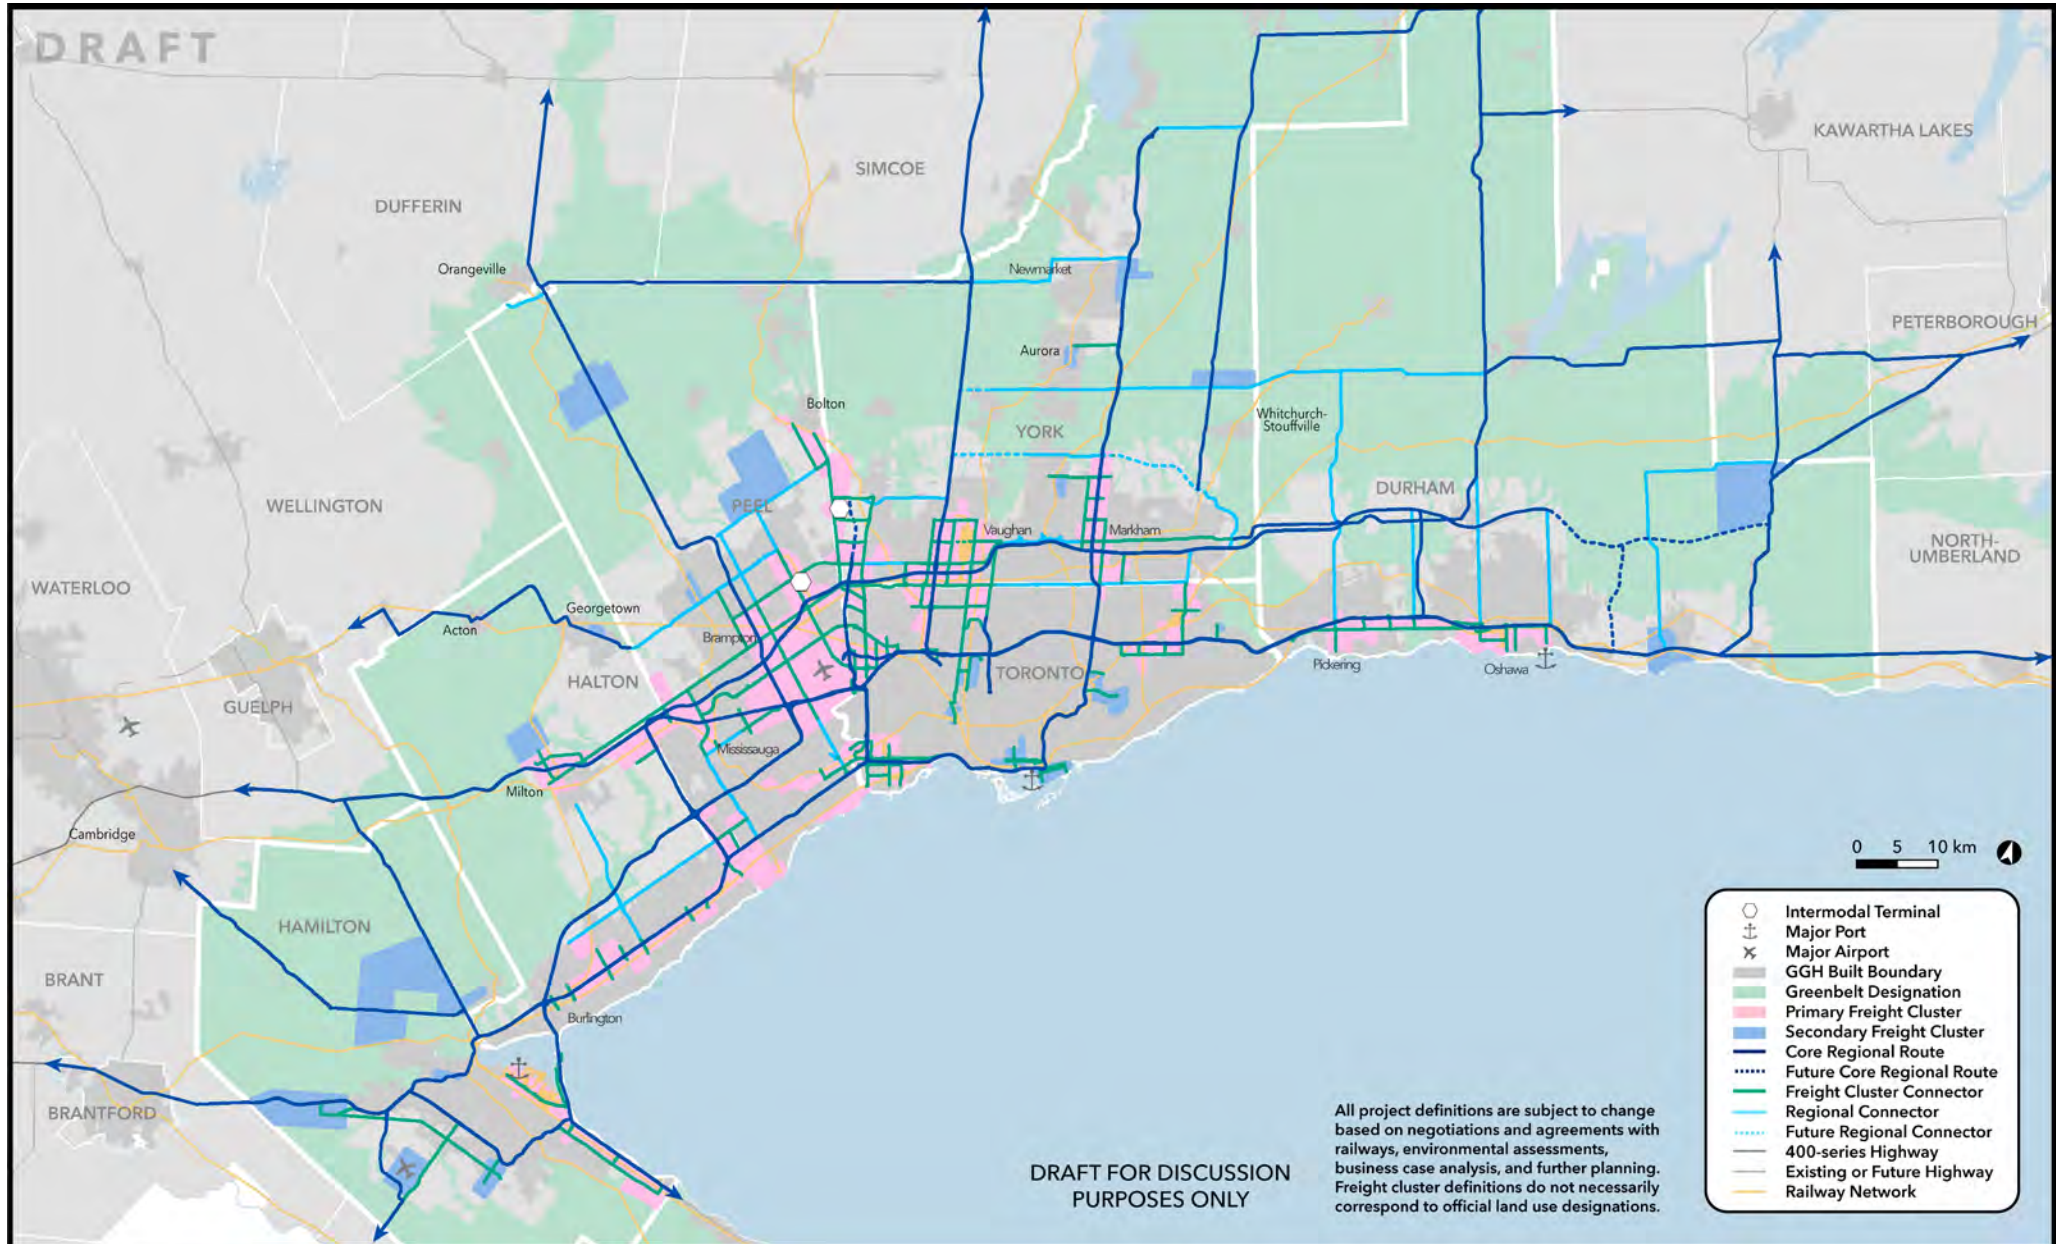 DRAFT
KAWARTHA LAKES
SIMCOE
DUFFERIN
Orangeville
Newmarket
PETERBOROUGH
Aurora
Bolton
Whitchurch-
Stouffville
YORK
DURHAM
WELLINGTON
PEEL
Vaughan
Markham
NORTH-
UMBERLAND
WATERLOO
Georgetown
Acton
Brampton
Pickering
Oshawa
HALTON
TORONTO
GUELPH
Mississauga
Milton
Cambridge
0 5 10 km
HAMILTON
BRANT
Burlington
BRANTFORD
Intermodal Terminal
Major Port
Major Airport
GGH Built Boundary
Greenbelt Designation
Primary Freight Cluster
Secondary Freight Cluster
Core Regional Route
Future Core Regional Route
Freight Cluster Connector
Regional Connector
Future Regional Connector
400-series Highway
Existing or Future Highway
Railway Network
DRAFT FOR DISCUSSION
PURPOSES ONLY
All project definitions are subject to change
based on negotiations and agreements with
railways, environmental assessments,
business case analysis, and further planning.
Freight cluster definitions do not necessarily
correspond to official land use designations.